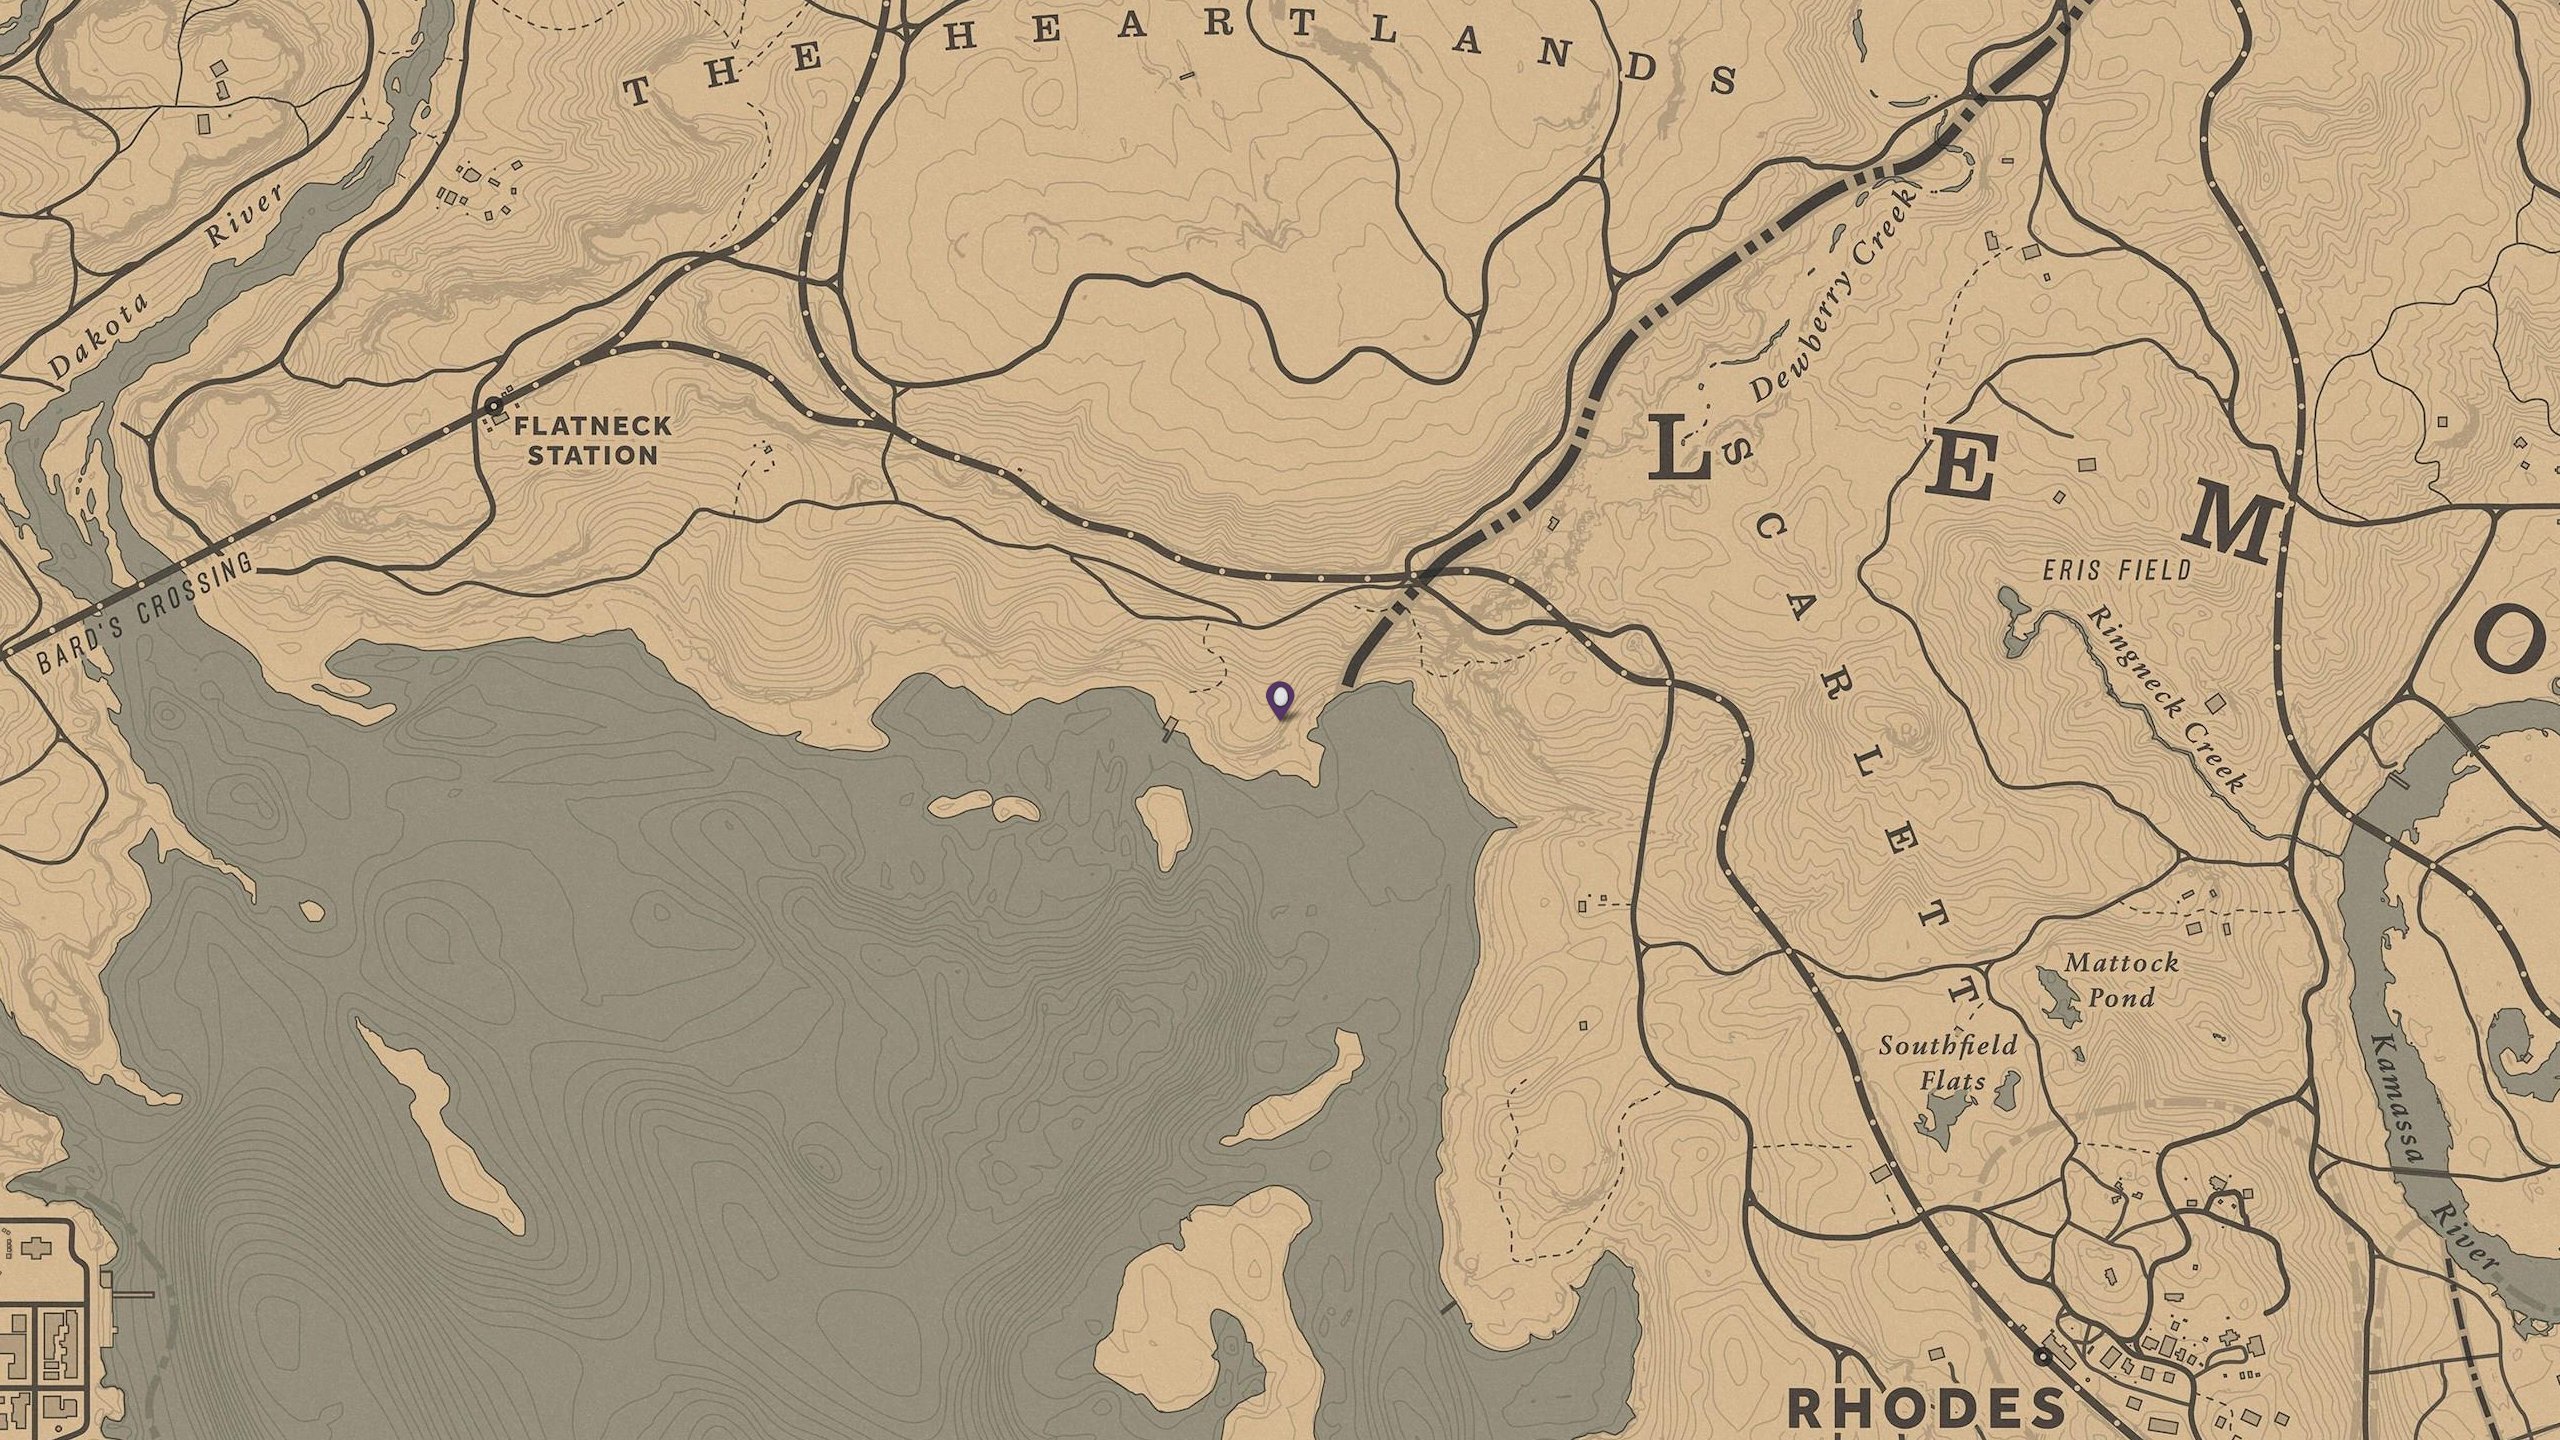 THE HEARTLANDS
Dakota River
Dewberry Creek
FLATNECK
STATION
L E M O
SCARLETT
BARD'S CROSSING
ERIS FIELD
Ringneck Creek
Mattock
Pond
Southfield
Flats
Kamassa River
RHODES